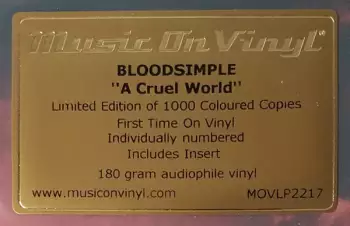 Music On Vinyl®
BLOODSIMPLE
"A Cruel World"
Limited Edition of 1000 Coloured Copies
First Time On Vinyl
Individually numbered
Includes Insert
180 gram audiophile vinyl
www.musiconvinyl.com MOVLP2217